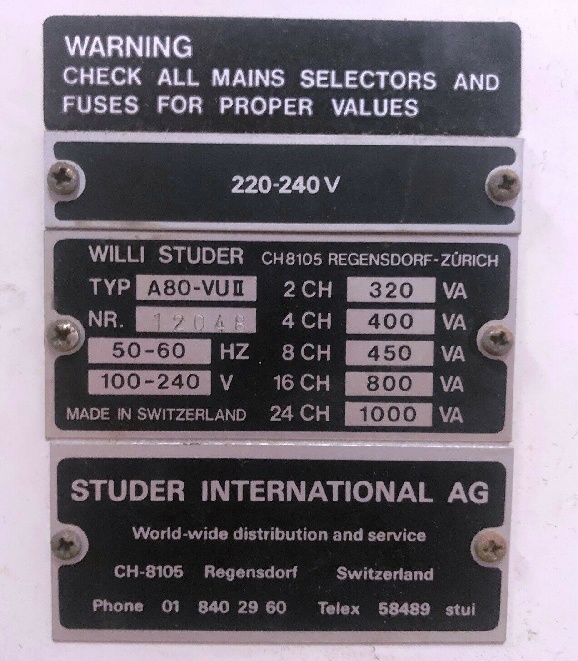 WARNING
CHECK ALL MAINS SELECTORS AND
FUSES FOR PROPER VALUES
220-240 V
WILLI STUDER CH8105 REGENSDORF-ZÜRICH
TYP A80-VU II 2 CH 320 VA
NR. 4 CH 400 VA
50-60 HZ 8 CH 450 VA
100-240 V 16 CH 800 VA
MADE IN SWITZERLAND 24 CH 1000 VA
STUDER INTERNATIONAL AG
World-wide distribution and service
CH-8105 Regensdorf Switzerland
Phone 01 840 29 60 Telex 58489 stui